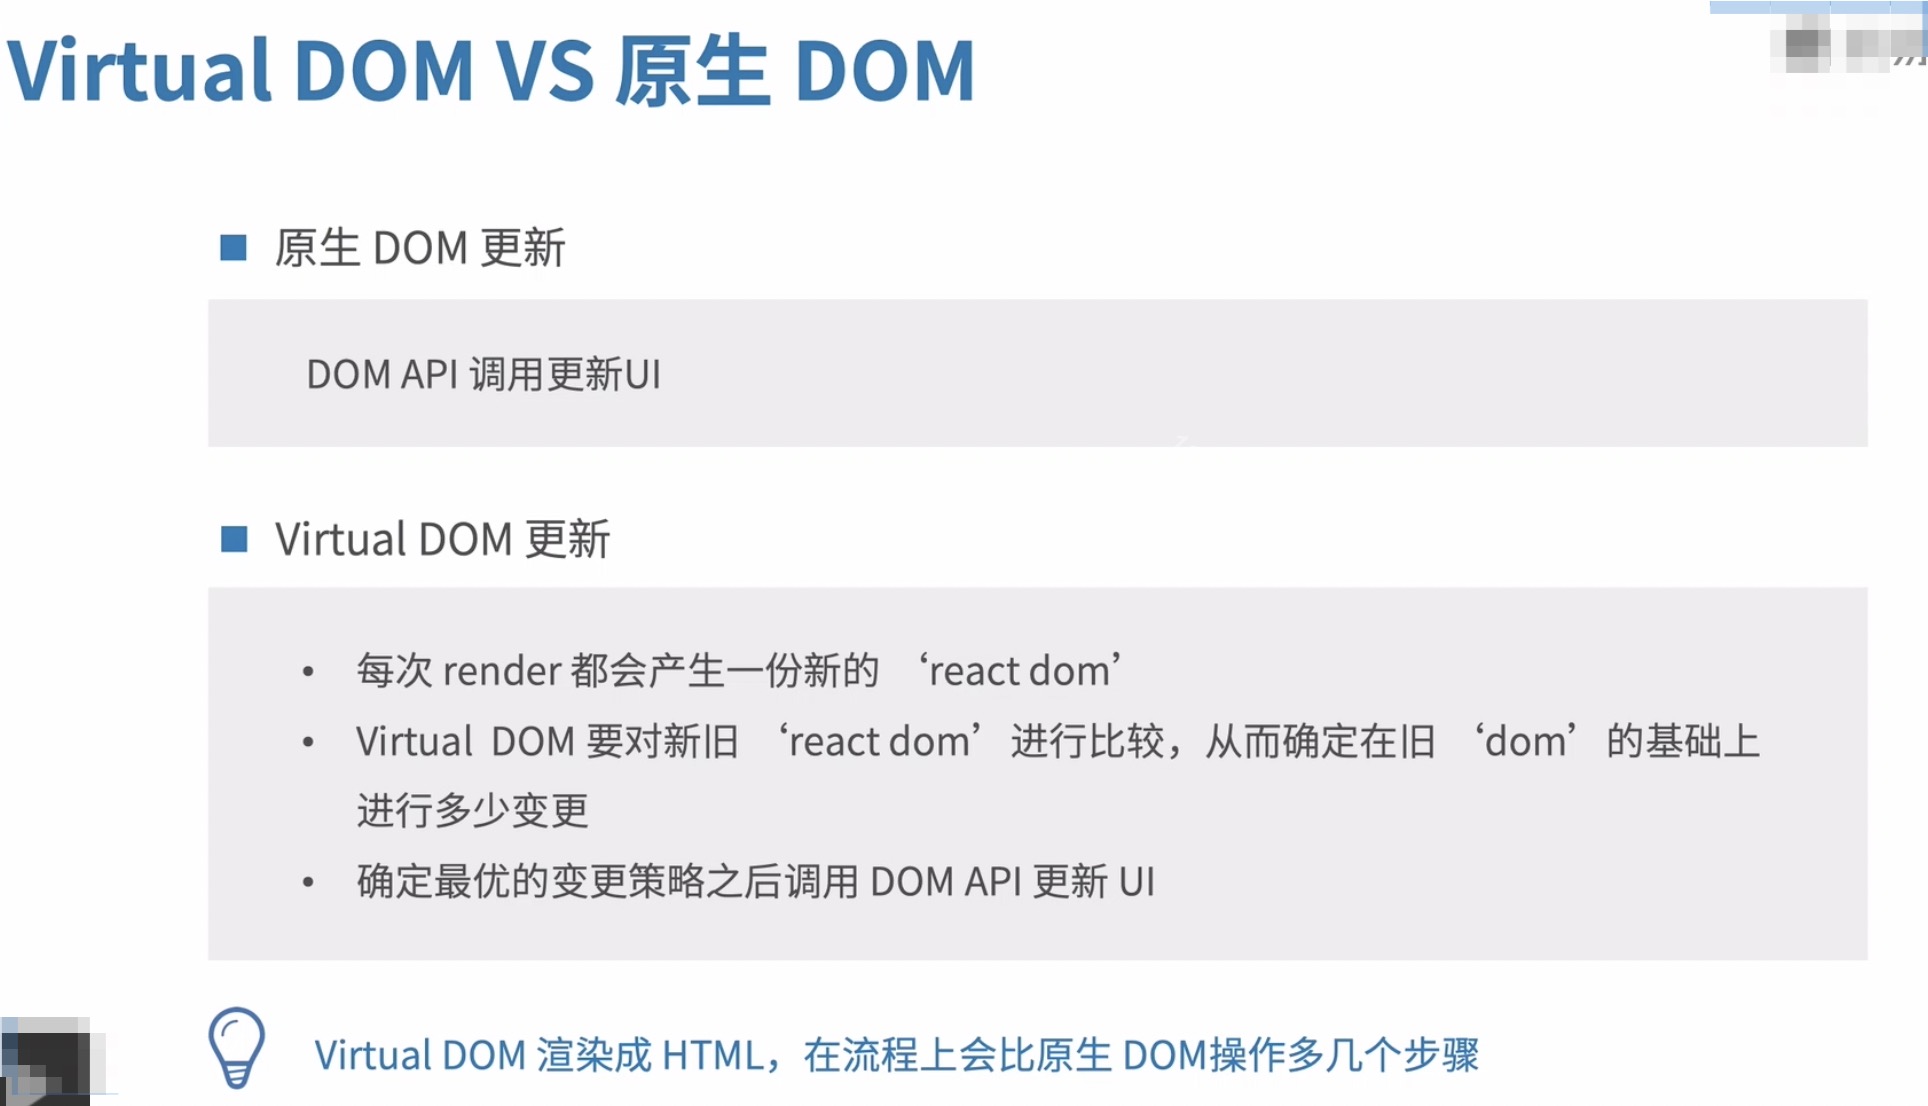 Virtual DOM VS 原生 DOM
原生 DOM 更新
DOM API 调用更新UI
Virtual DOM 更新
• 每次 render 都会产生一份新的 ‘react dom’
• Virtual DOM 要对新旧 ‘react dom’ 进行比较，从而确定在旧 ‘dom’ 的基础上
进行多少变更
• 确定最优的变更策略之后调用 DOM API 更新 UI
Virtual DOM 渲染成 HTML，在流程上会比原生 DOM操作多几个步骤